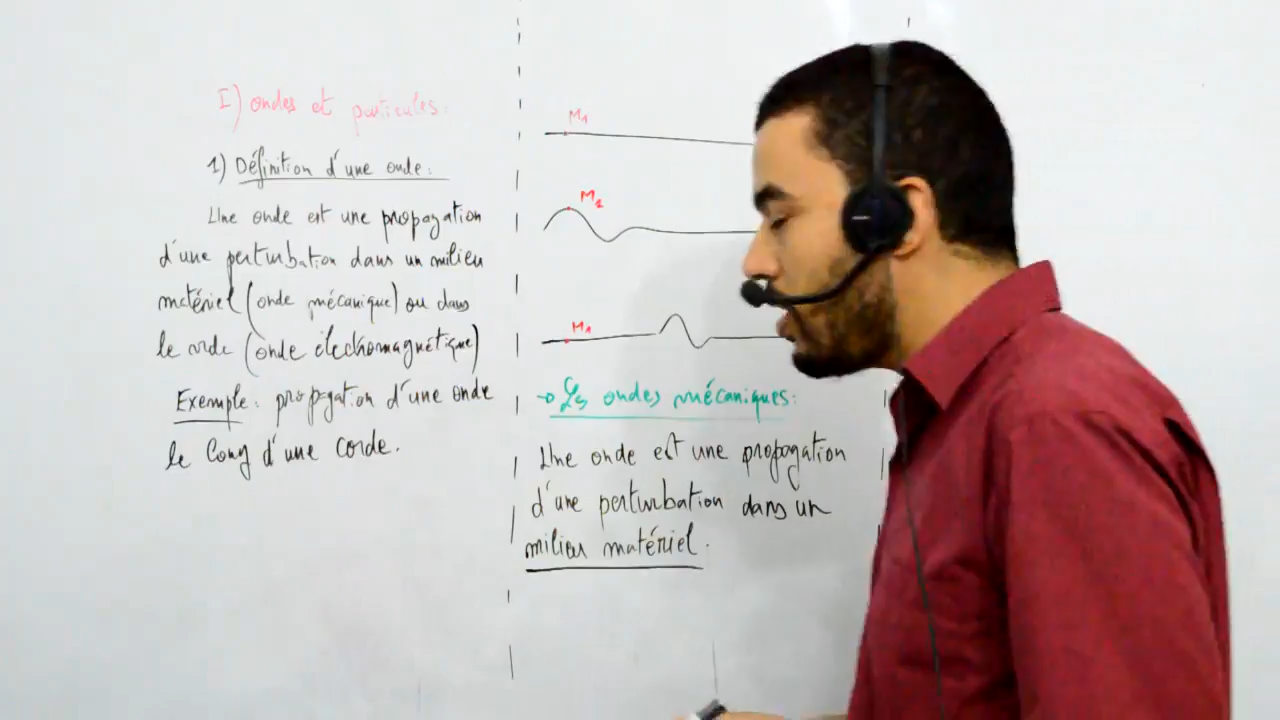 I) ondes et particules.
1) Définition d'une onde :
Une onde est une propagation
d'une perturbation dans un milieu
matériel (onde mécanique) ou dans
le vide (onde électromagnétique)
Exemple : propagation d'une onde
le long d'une corde.
M1
M2
M1
→ Les ondes mécaniques :
Une onde est une propagation
d'une perturbation dans un
milieu matériel.